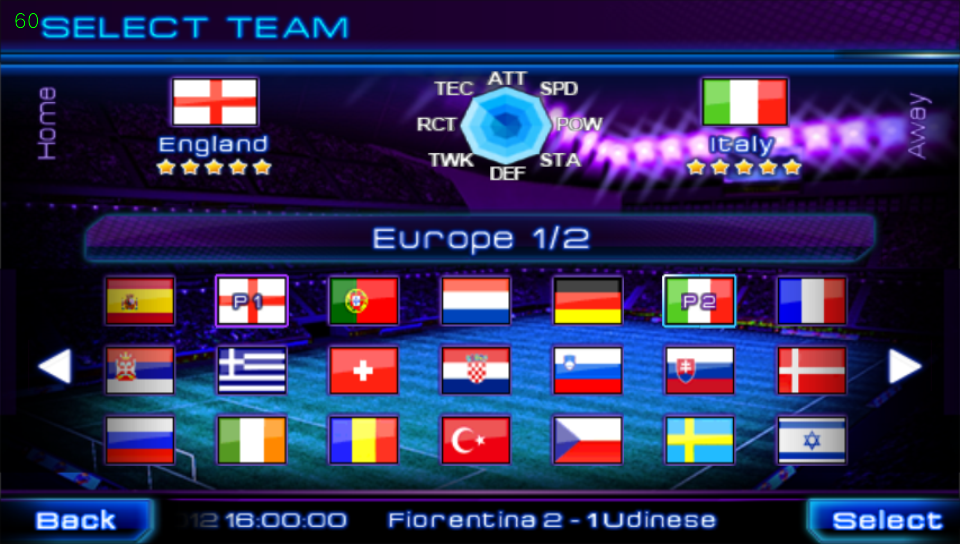 60
SELECT TEAM
Home
England
TEC ATT SPD
RCT POW
TWK DEF STA
Italy
Away
Europe 1/2
P1 P2
Back
12 16:00:00 Fiorentina 2 - 1 Udinese
Select